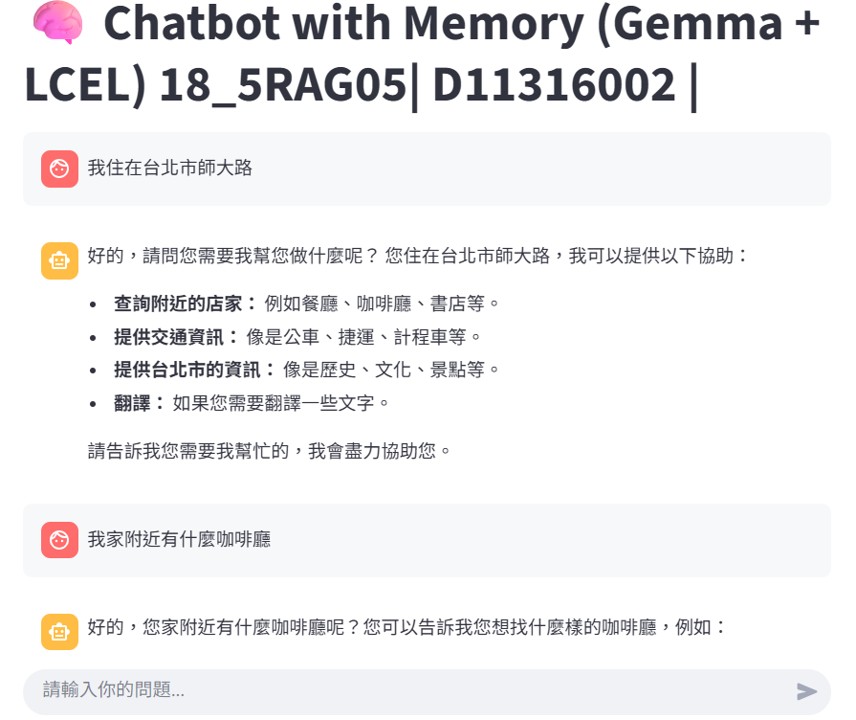 Chatbot with Memory (Gemma +
LCEL) 18_5RAG05| D11316002 |
我住在台北市師大路
好的，請問您需要我幫您做什麼呢？ 您住在台北市師大路，我可以提供以下協助：
• 查詢附近的店家： 例如餐廳、咖啡廳、書店等。
• 提供交通資訊： 像是公車、捷運、計程車等。
• 提供台北市的資訊： 像是歷史、文化、景點等。
• 翻譯： 如果您需要翻譯一些文字。
請告訴我您需要我幫忙的，我會盡力協助您。
我家附近有什麼咖啡廳
好的，您家附近有什麼咖啡廳呢？您可以告訴我您想找什麼樣的咖啡廳，例如：
請輸入你的問題...